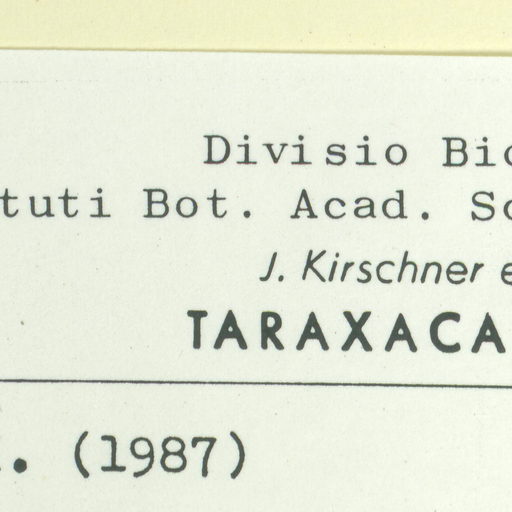 Divisio Bio
tuti Bot. Acad. Sc
J. Kirschner e
TARAXACA
. (1987)